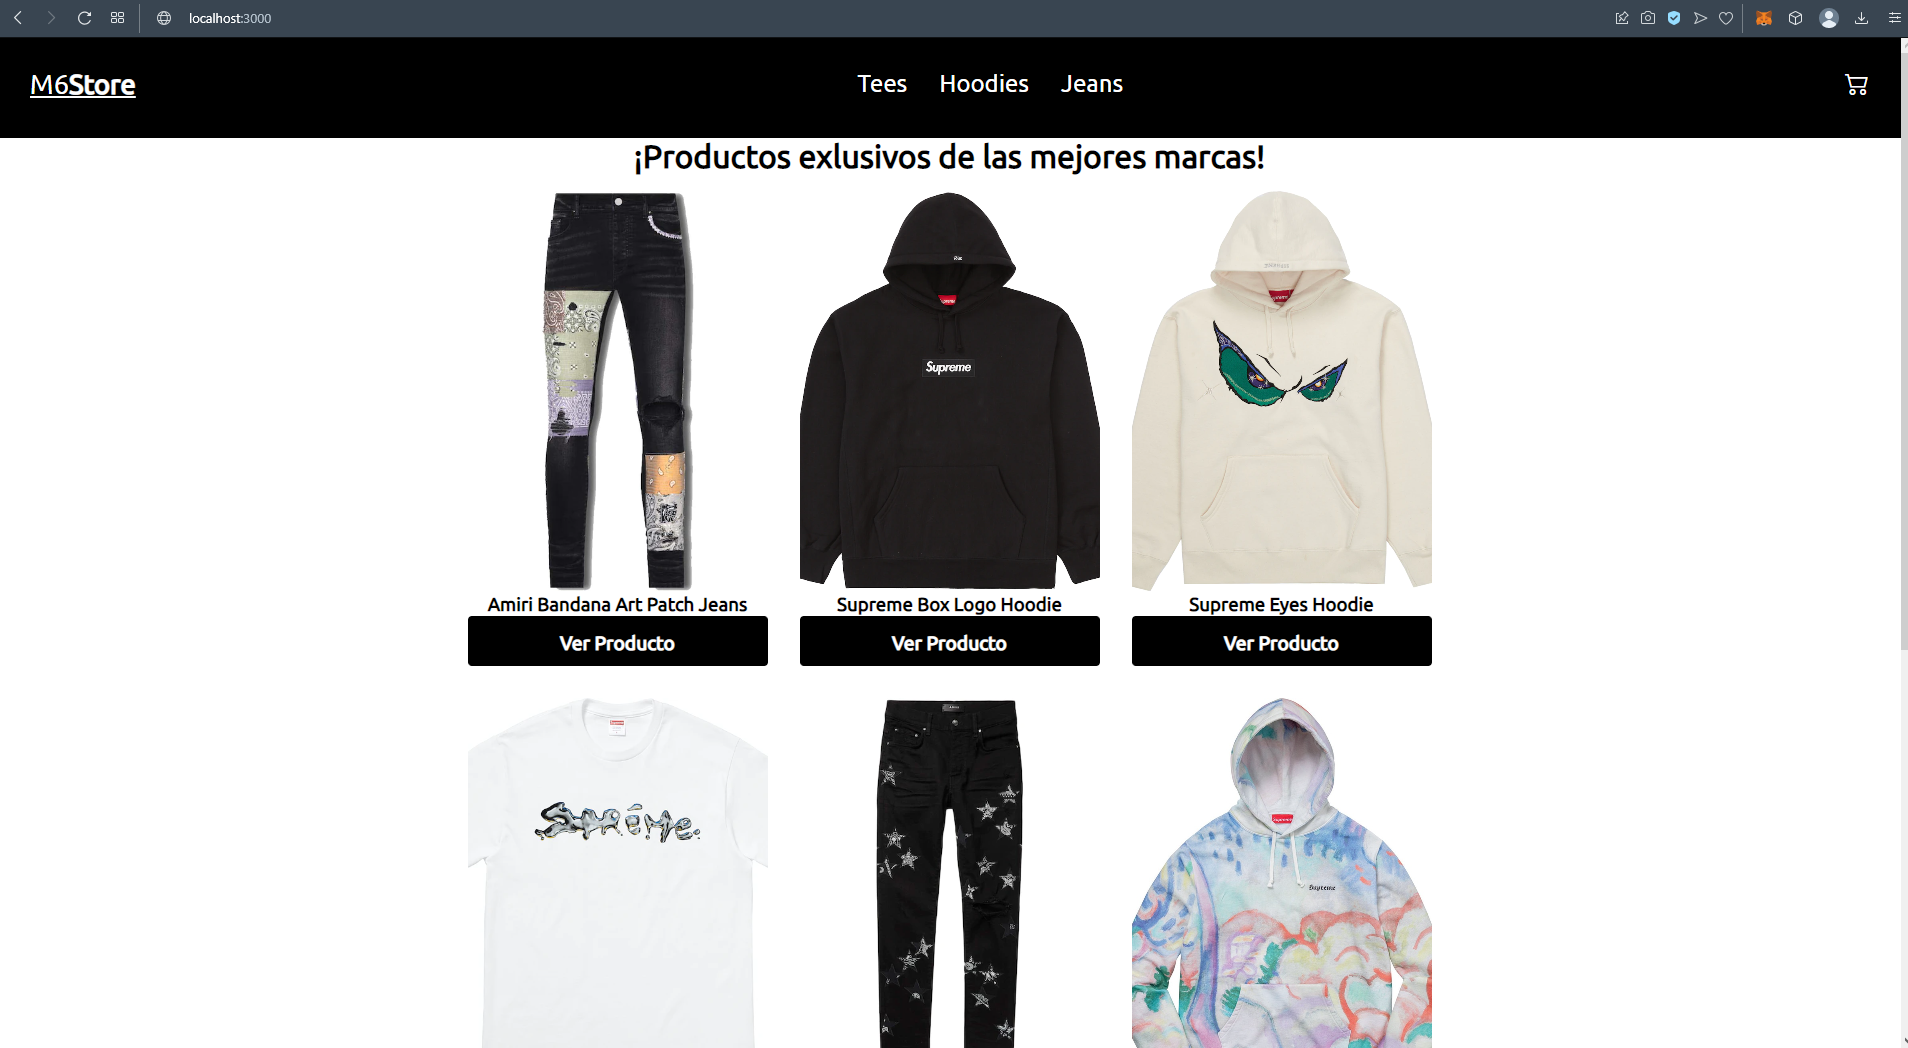 localhost:3000
M6Store
Tees Hoodies Jeans
¡Productos exlusivos de las mejores marcas!
Supreme
Amiri Bandana Art Patch Jeans
Supreme Box Logo Hoodie
Supreme Eyes Hoodie
Ver Producto
Ver Producto
Ver Producto
Supreme